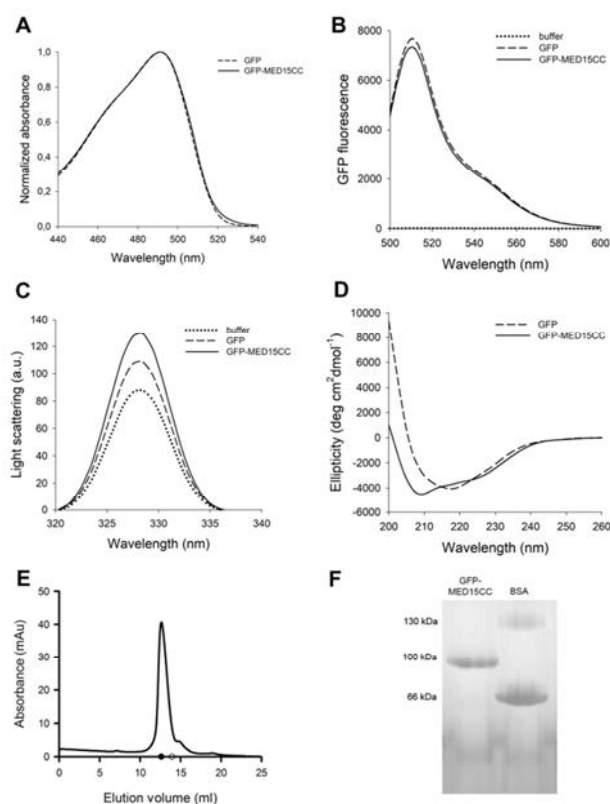 A
1,0
0,8
0,6
0,4
0,2
0,0
Normalized absorbance
440 460 480 500 520 540
Wavelength (nm)
GFP
GFP-MED15CC
B
8000
6000
4000
2000
0
GFP fluorescence
500 520 540 560 580 600
Wavelength (nm)
buffer
GFP
GFP-MED15CC
C
140
120
100
80
60
40
20
0
Light scattering (a.u.)
320 325 330 335 340
Wavelength (nm)
buffer
GFP
GFP-MED15CC
D
10000
8000
6000
4000
2000
0
-2000
-4000
-6000
Ellipticity (deg cm²dmol⁻¹)
200 210 220 230 240 250 260
Wavelength (nm)
GFP
GFP-MED15CC
E
50
40
30
20
10
0
Absorbance (mAu)
0 5 10 15 20 25
Elution volume (ml)
F
GFP-
MED15CC
BSA
130 kDa
100 kDa
66 kDa